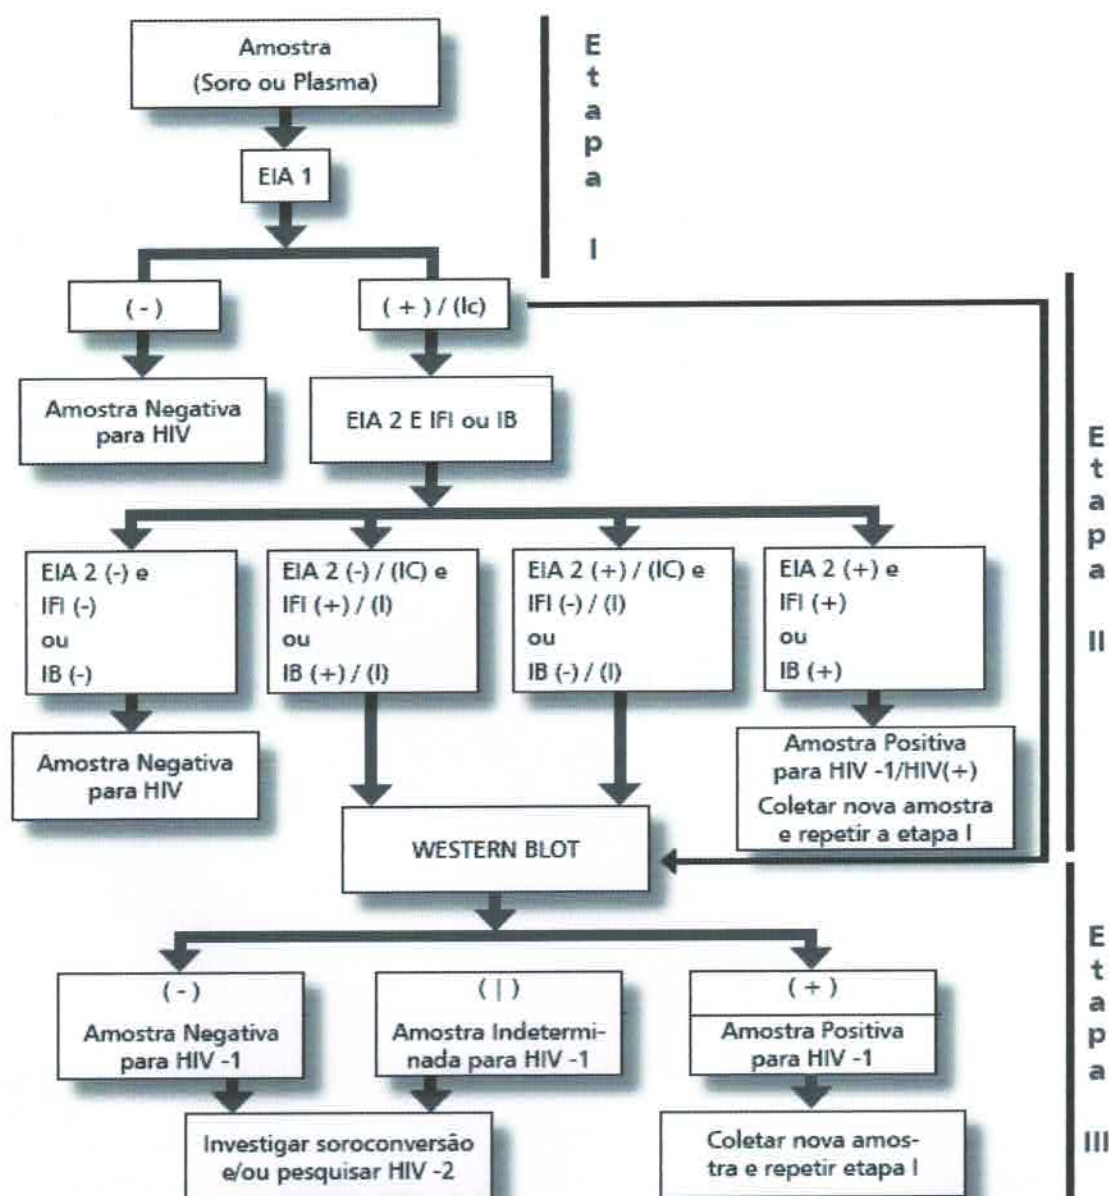 Amostra
(Soro ou Plasma)
EIA 1
Etapa I
( - )
( + ) / (Ic)
Amostra Negativa
para HIV
EIA 2 E IFI ou IB
EIA 2 (-) e
IFI (-)
ou
IB (-)
EIA 2 (-) / (IC) e
IFI (+) / (I)
ou
IB (+) / (I)
EIA 2 (+) / (IC) e
IFI (-) / (I)
ou
IB (-) / (I)
EIA 2 (+) e
IFI (+)
ou
IB (+)
Etapa II
Amostra Negativa
para HIV
Amostra Positiva
para HIV -1/HIV(+)
Coletar nova amostra
e repetir a etapa I
WESTERN BLOT
( - )
Amostra Negativa
para HIV -1
( | )
Amostra Indetermi-
nada para HIV -1
( + )
Amostra Positiva
para HIV -1
Etapa III
Investigar soroconversão
e/ou pesquisar HIV -2
Coletar nova amos-
tra e repetir etapa I